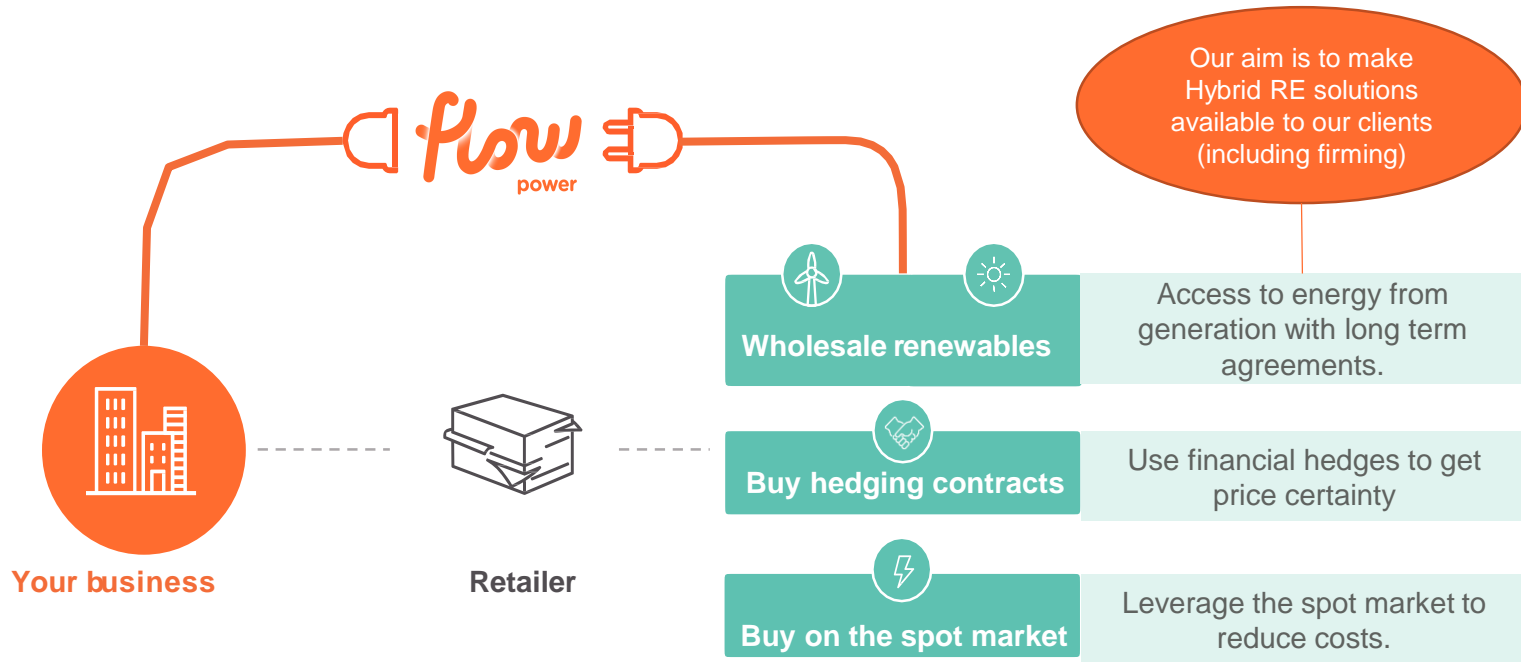 flow
power
Our aim is to make
Hybrid RE solutions
available to our clients
(including firming)
Wholesale renewables
Access to energy from
generation with long term
agreements.
Buy hedging contracts
Use financial hedges to get
price certainty
Your business
Retailer
Buy on the spot market
Leverage the spot market to
reduce costs.